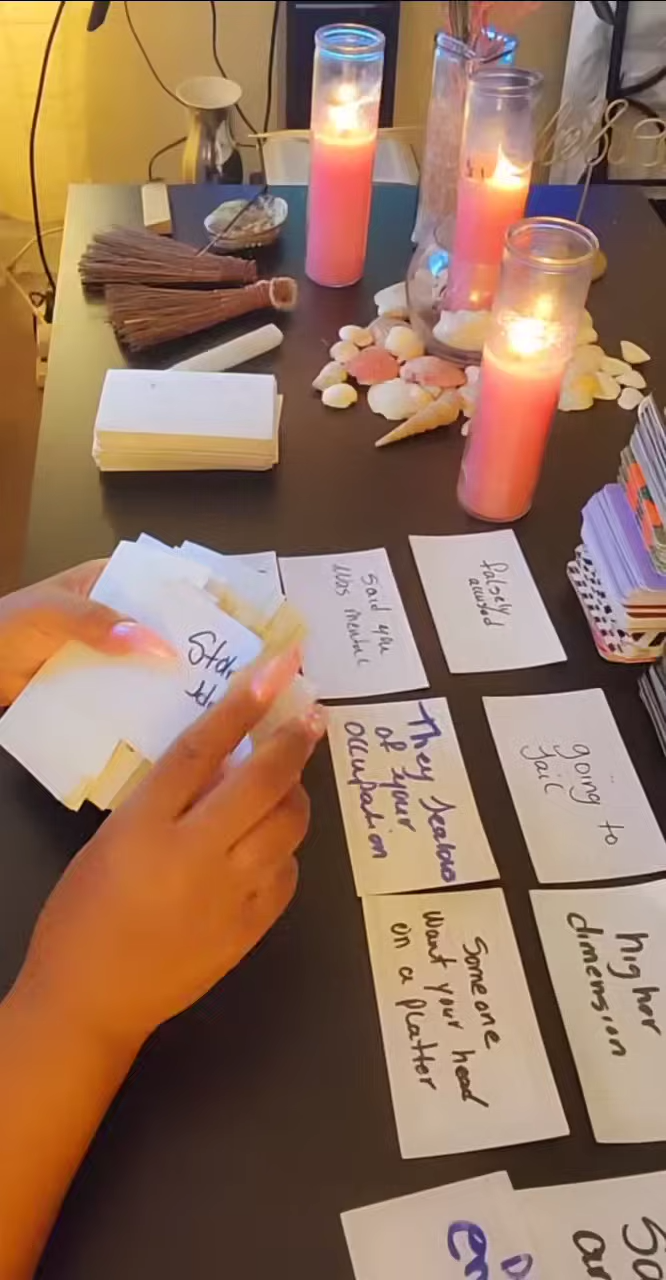 falsely
accused
Said you
was mental
They Jealous
of your
occupation
going to
Jail
Someone
Want your head
on a Platter
higher
dimension